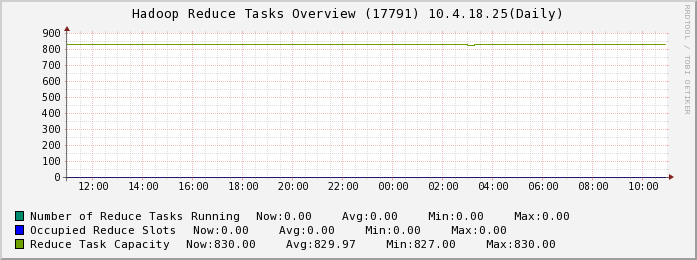 Hadoop Reduce Tasks Overview (17791) 10.4.18.25(Daily)
RRDTOOL / TOBI OETIKER
900
800
700
600
500
400
300
200
100
0
12:00 14:00 16:00 18:00 20:00 22:00 00:00 02:00 04:00 06:00 08:00 10:00
Number of Reduce Tasks Running Now:0.00 Avg:0.00 Min:0.00 Max:0.00
Occupied Reduce Slots Now:0.00 Avg:0.00 Min:0.00 Max:0.00
Reduce Task Capacity Now:830.00 Avg:829.97 Min:827.00 Max:830.00